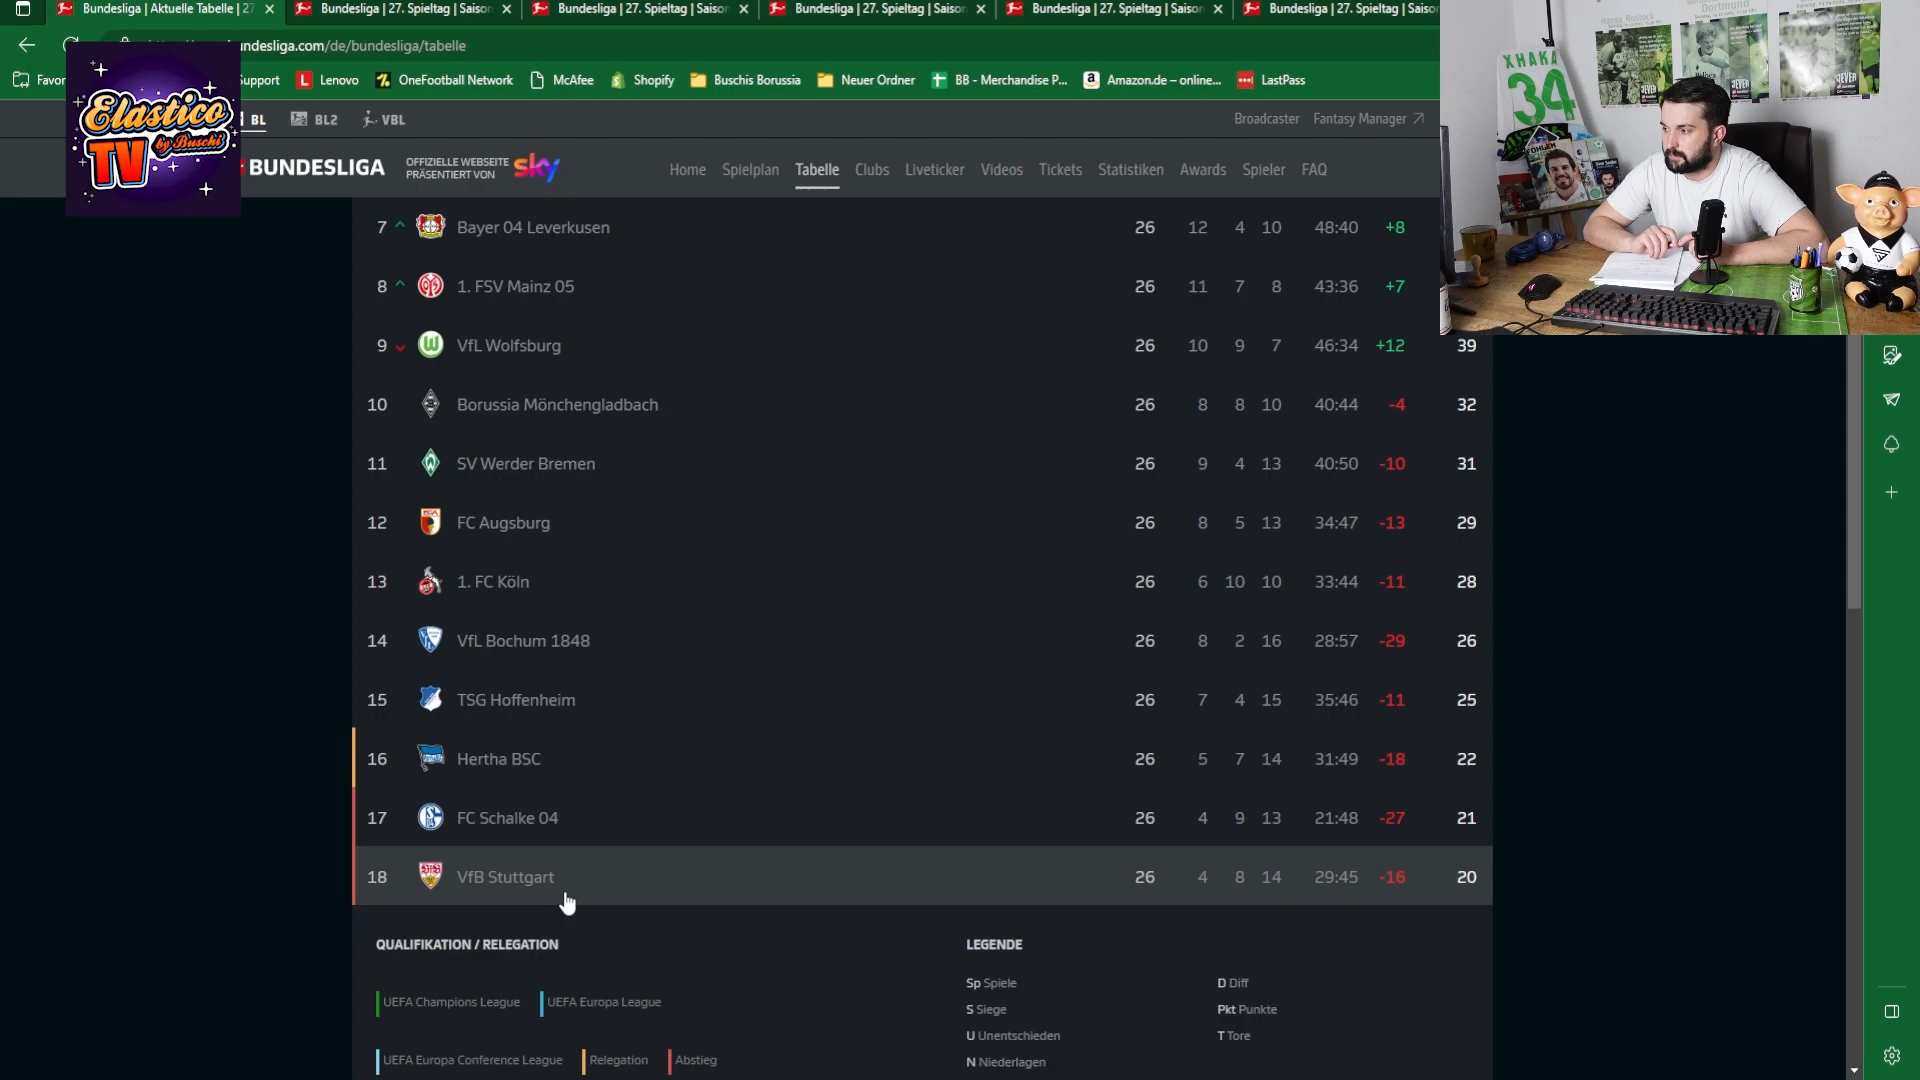 Bundesliga | Aktuelle Tabelle | 27
Bundesliga | 27. Spieltag | Saison
Bundesliga | 27. Spieltag | Saison
Bundesliga | 27. Spieltag | Saison
Bundesliga | 27. Spieltag | Saison
Bundesliga | 27. Spieltag | Saison
ndesliga.com/de/bundesliga/tabelle
Favor
Support
Lenovo
OneFootball Network
McAfee
Shopify
Buschis Borussia
Neuer Ordner
BB - Merchandise P...
Amazon.de – online...
LastPass
Elastico
TV by Buschi
BL
BL2
VBL
Broadcaster
Fantasy Manager
BUNDESLIGA
OFFIZIELLE WEBSEITE
PRÄSENTIERT VON
sky
Home
Spielplan
Tabelle
Clubs
Liveticker
Videos
Tickets
Statistiken
Awards
Spieler
FAQ
7 Bayer 04 Leverkusen 26 12 4 10 48:40 +8
8 1. FSV Mainz 05 26 11 7 8 43:36 +7
9 VfL Wolfsburg 26 10 9 7 46:34 +12 39
10 Borussia Mönchengladbach 26 8 8 10 40:44 -4 32
11 SV Werder Bremen 26 9 4 13 40:50 -10 31
12 FC Augsburg 26 8 5 13 34:47 -13 29
13 1. FC Köln 26 6 10 10 33:44 -11 28
14 VfL Bochum 1848 26 8 2 16 28:57 -29 26
15 TSG Hoffenheim 26 7 4 15 35:46 -11 25
16 Hertha BSC 26 5 7 14 31:49 -18 22
17 FC Schalke 04 26 4 9 13 21:48 -27 21
18 VfB Stuttgart 26 4 8 14 29:45 -16 20
QUALIFIKATION / RELEGATION
UEFA Champions League
UEFA Europa League
UEFA Europa Conference League
Relegation
Abstieg
LEGENDE
Sp Spiele
S Siege
U Unentschieden
N Niederlagen
D Diff
Pkt Punkte
T Tore
XHAKA
34
FOHLEN
Hansa Rostock
Dortmund